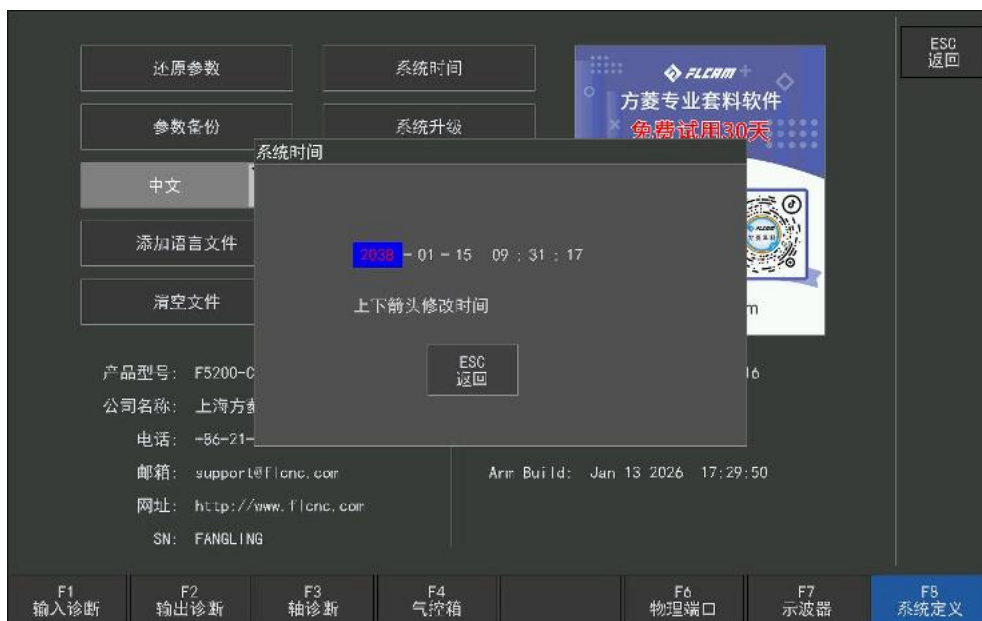 ESC
返回
还原参数
系统时间
参数备份
系统升级
中文
添加语言文件
清空文件
FLCAM
方菱专业套料软件
免费试用30天
系统时间
2038-01-15 09:31:17
上下箭头修改时间
ESC
返回
产品型号: F5200-C
公司名称: 上海方菱
电话: -86-21-
邮箱: support@flcnc.com
Arm Build: Jan 13 2026 17:29:50
网址: http://www.flcnc.com
SN: FANGLING
F1
输入诊断
F2
输出诊断
F3
轴诊断
F4
气控箱
F6
物理端口
F7
示波器
F8
系统定义